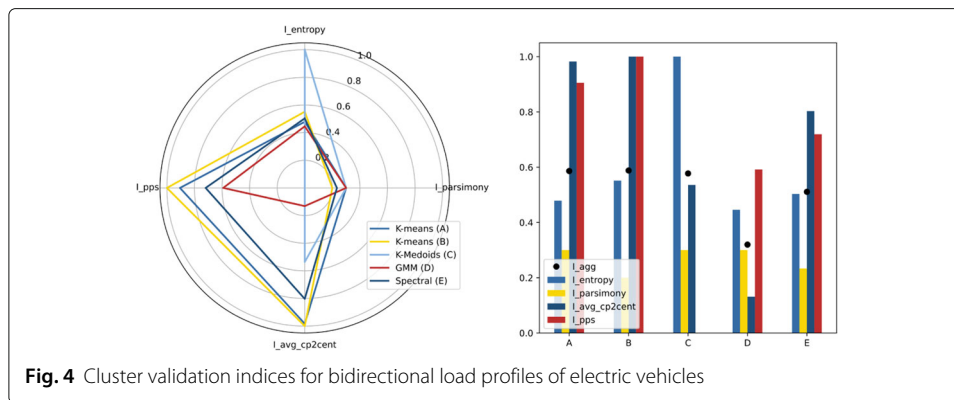 I_entropy
1.0
0.8
0.6
0.4
0.2
I_pps
I_parsimony
K-means (A)
K-means (B)
K-Medoids (C)
GMM (D)
Spectral (E)
I_avg_cp2cent
1.0
0.8
0.6
0.4
0.2
0.0
I_agg
I_entropy
I_parsimony
I_avg_cp2cent
I_pps
A B C D E
Fig. 4 Cluster validation indices for bidirectional load profiles of electric vehicles